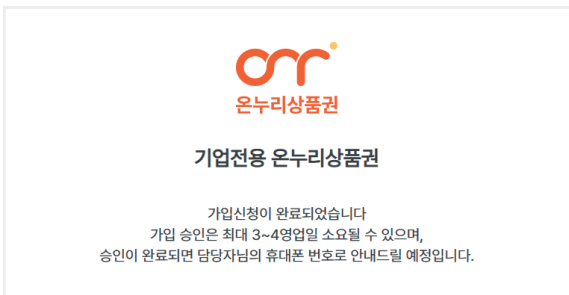 온누리상품권
기업전용 온누리상품권
가입신청이 완료되었습니다
가입 승인은 최대 3~4영업일 소요될 수 있으며,
승인이 완료되면 담당자님의 휴대폰 번호로 안내드릴 예정입니다.